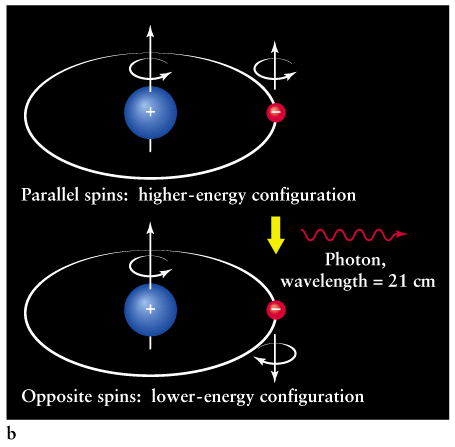 +
−
Parallel spins: higher-energy configuration
Photon,
wavelength = 21 cm
+
−
Opposite spins: lower-energy configuration
b